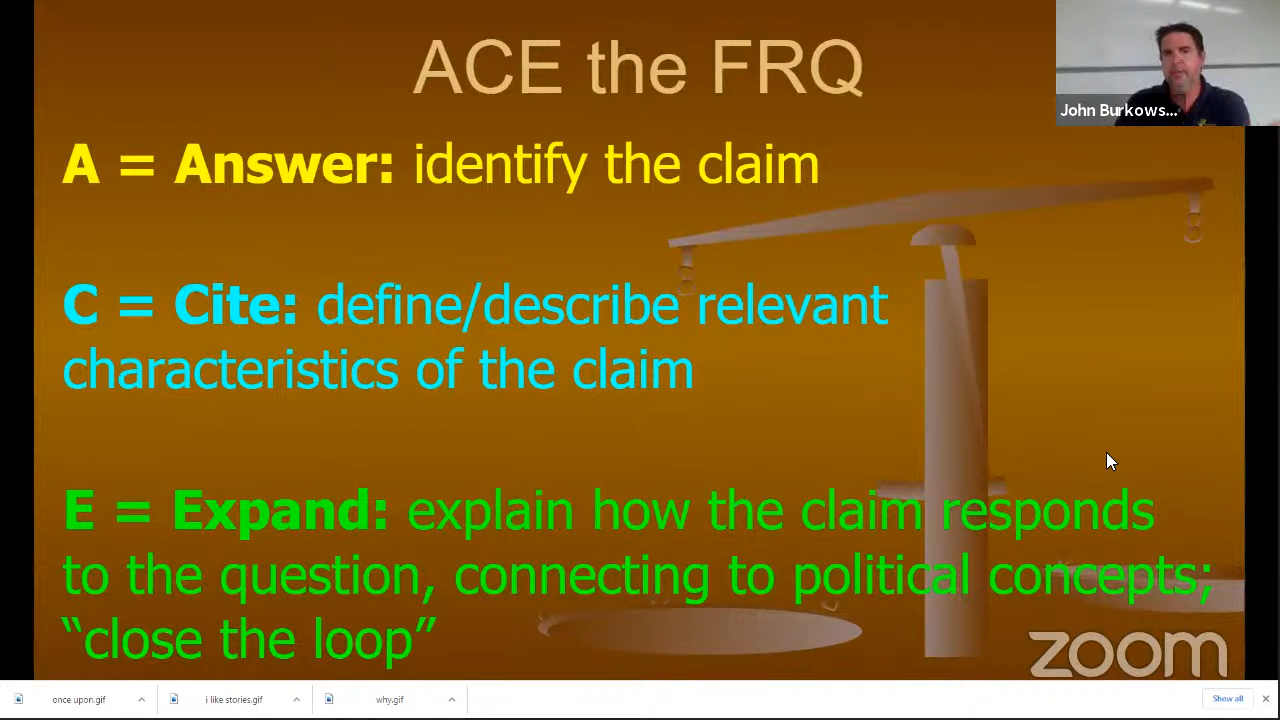 ACE the FRQ
John Burkows...
A = Answer: identify the claim
C = Cite: define/describe relevant
characteristics of the claim
E = Expand: explain how the claim responds
to the question, connecting to political concepts;
“close the loop”
zoom
once upon.gif
i like stories.gif
why.gif
Show all